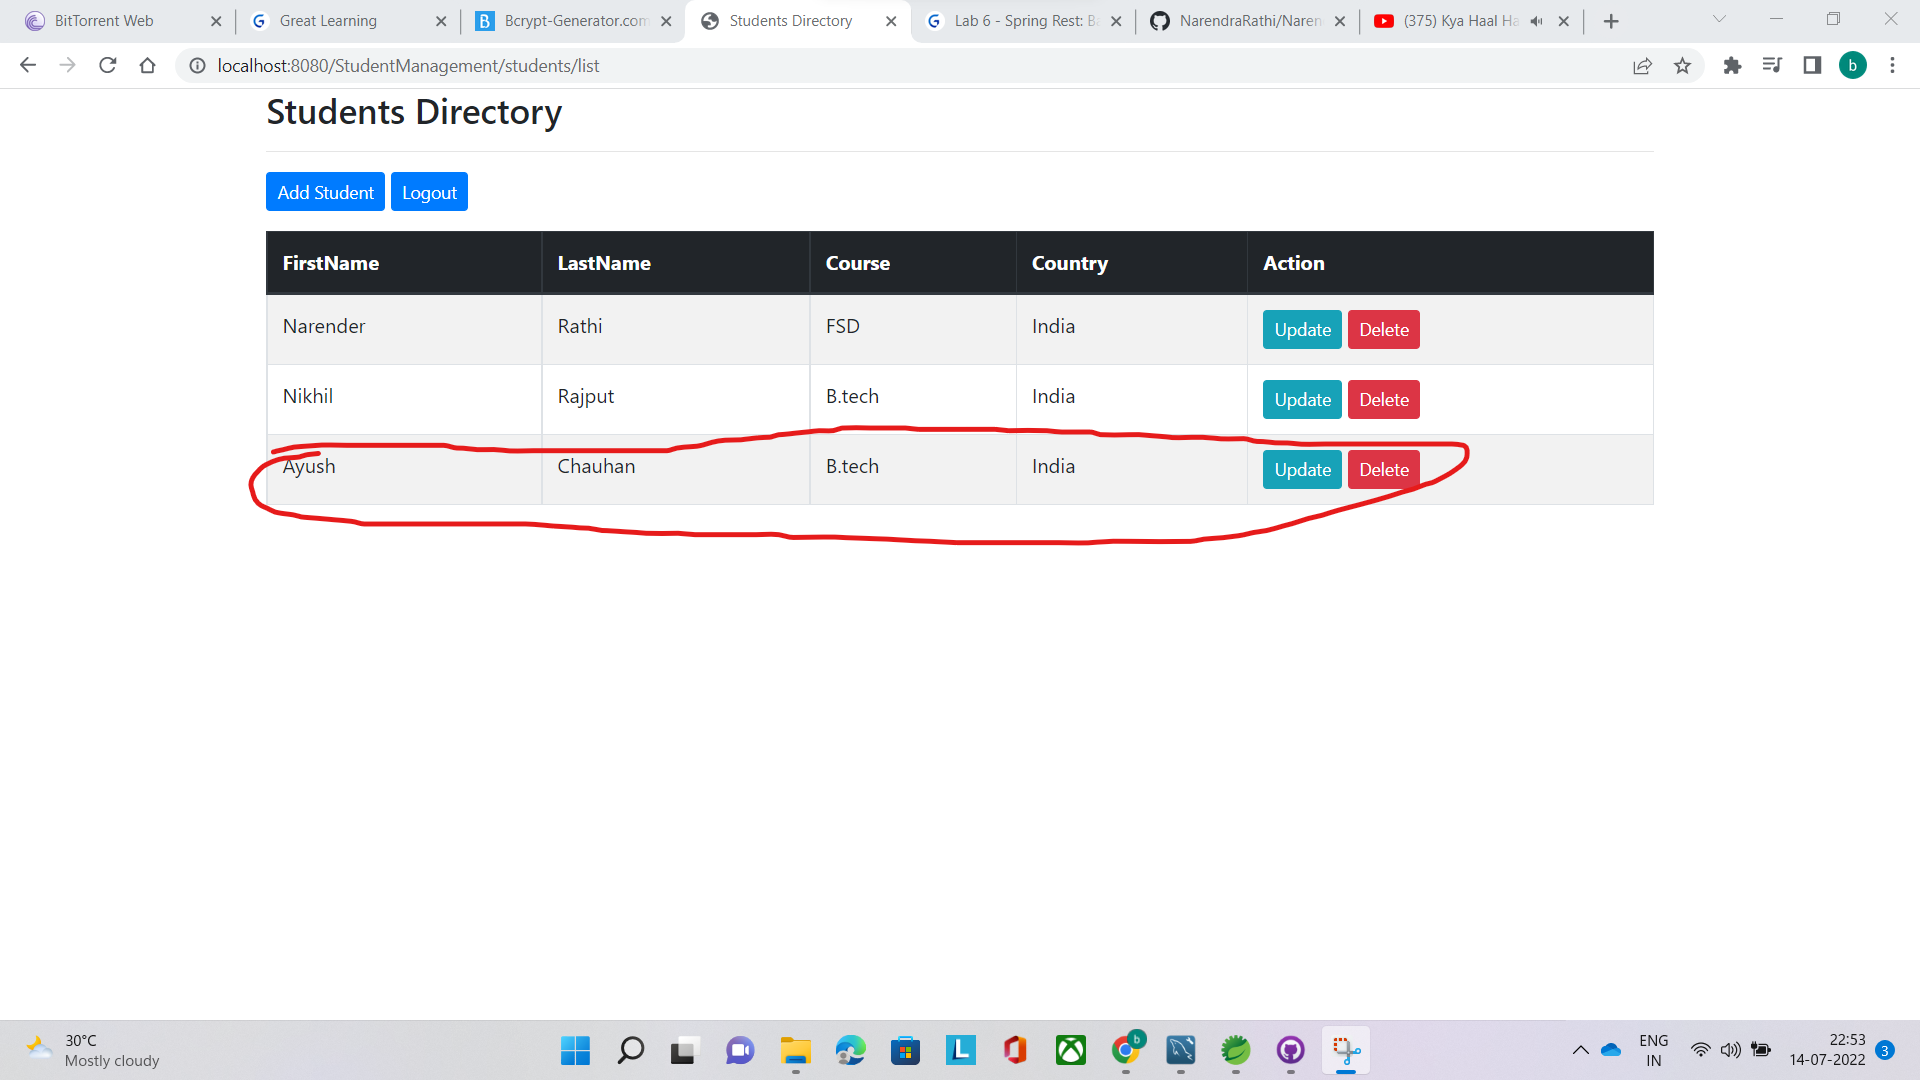 BitTorrent Web
Great Learning
Bcrypt-Generator.com
Students Directory
Lab 6 - Spring Rest: Ba
NarendraRathi/Naren
(375) Kya Haal Ha
localhost:8080/StudentManagement/students/list
b
Students Directory
Add Student Logout
FirstName LastName Course Country Action
Narender Rathi FSD India Update Delete
Nikhil Rajput B.tech India Update Delete
Ayush Chauhan B.tech India Update Delete
30°C
Mostly cloudy
b
ENG
IN
22:53
14-07-2022
3